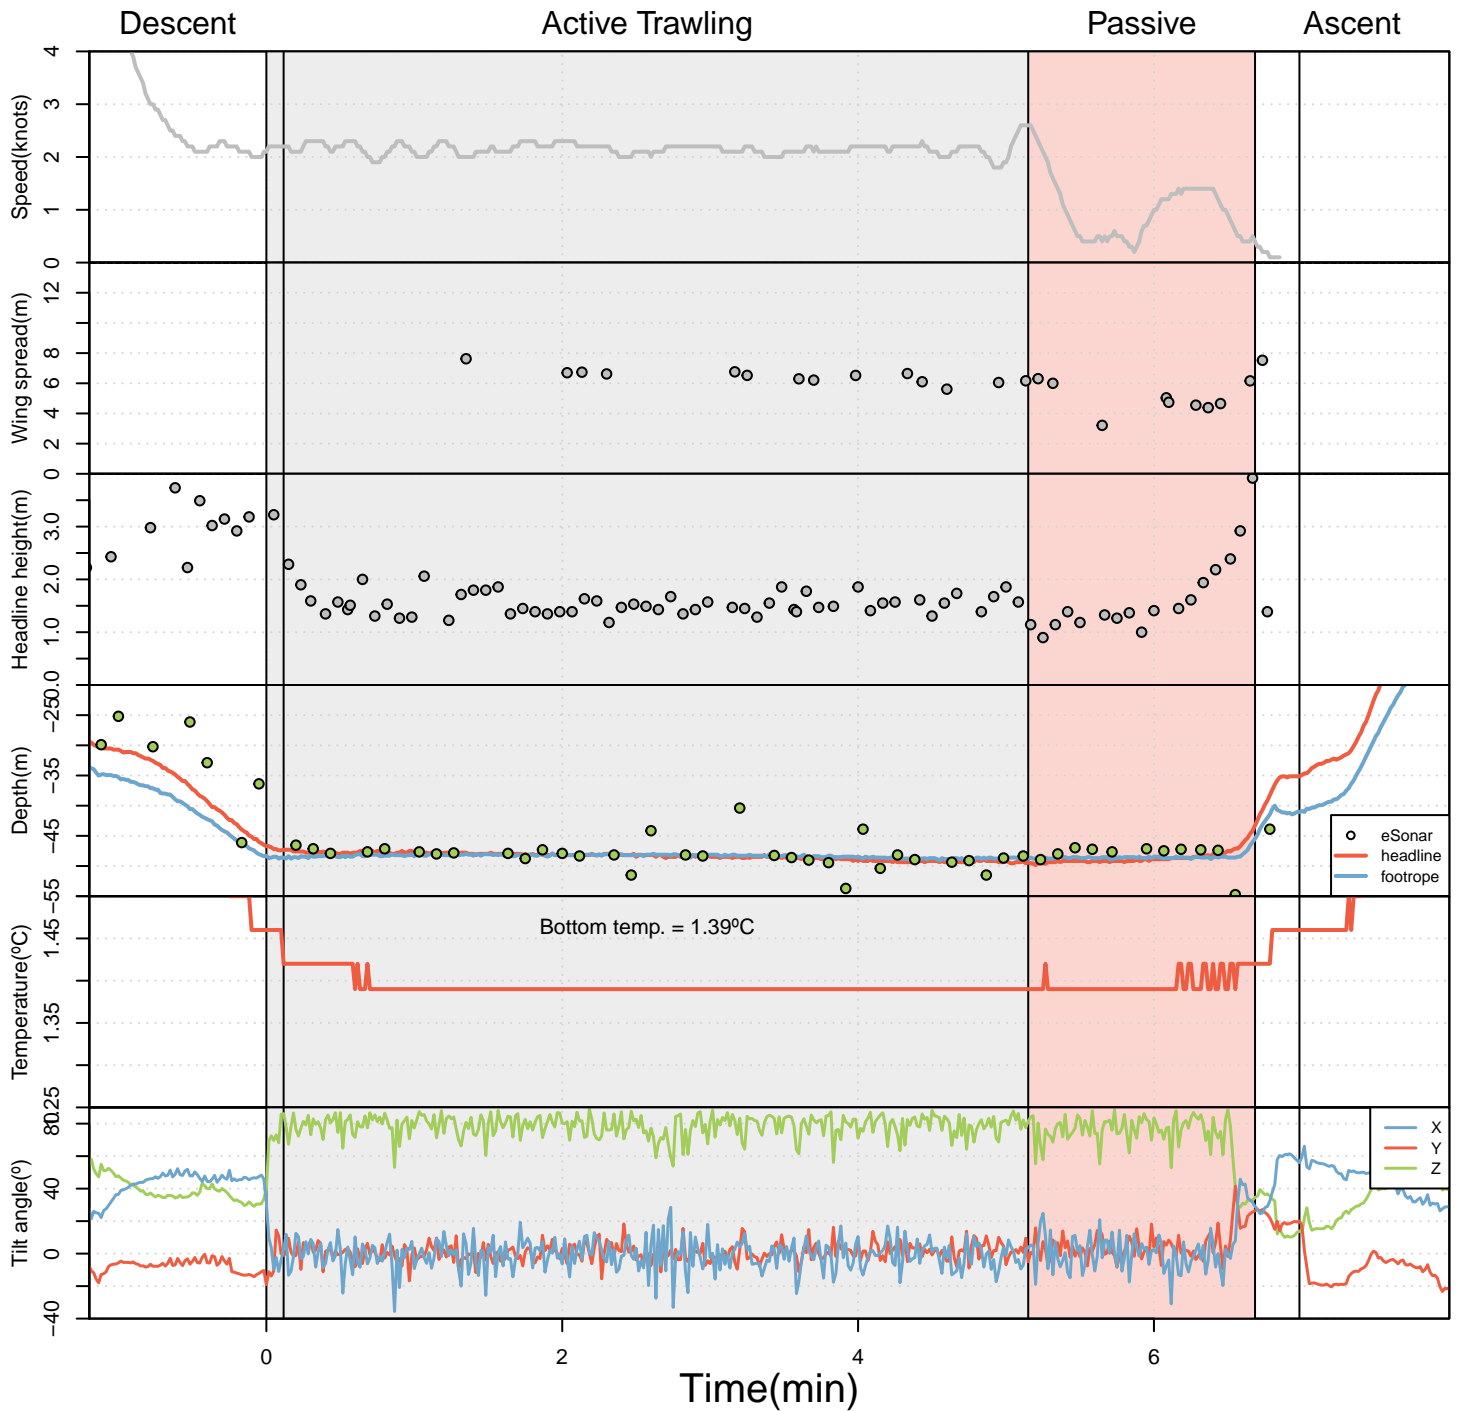 Descent Active Trawling Passive Ascent
Speed(knots)
4
3
2
1
0
Wing spread(m)
12
8
6
4
2
0
Headline height(m)
3.0
2.0
1.0
0.0
Depth(m)
−25
−35
−45
−55
eSonar
headline
footrope
Temperature(ºC)
1.45
1.35
1.25
Bottom temp. = 1.39ºC
Tilt angle(º)
80
40
0
−40
X
Y
Z
0 2 4 6
Time(min)